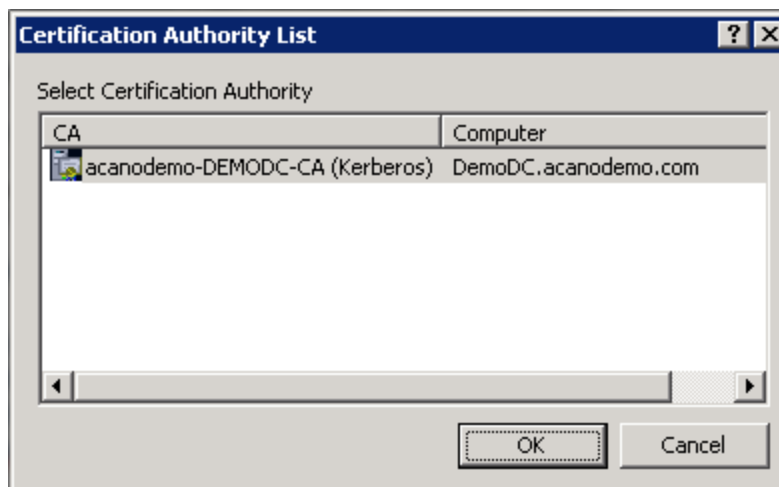 Certification Authority List
Select Certification Authority
CA Computer
acanodemo-DEMODC-CA (Kerberos) DemoDC.acanodemo.com
OK Cancel